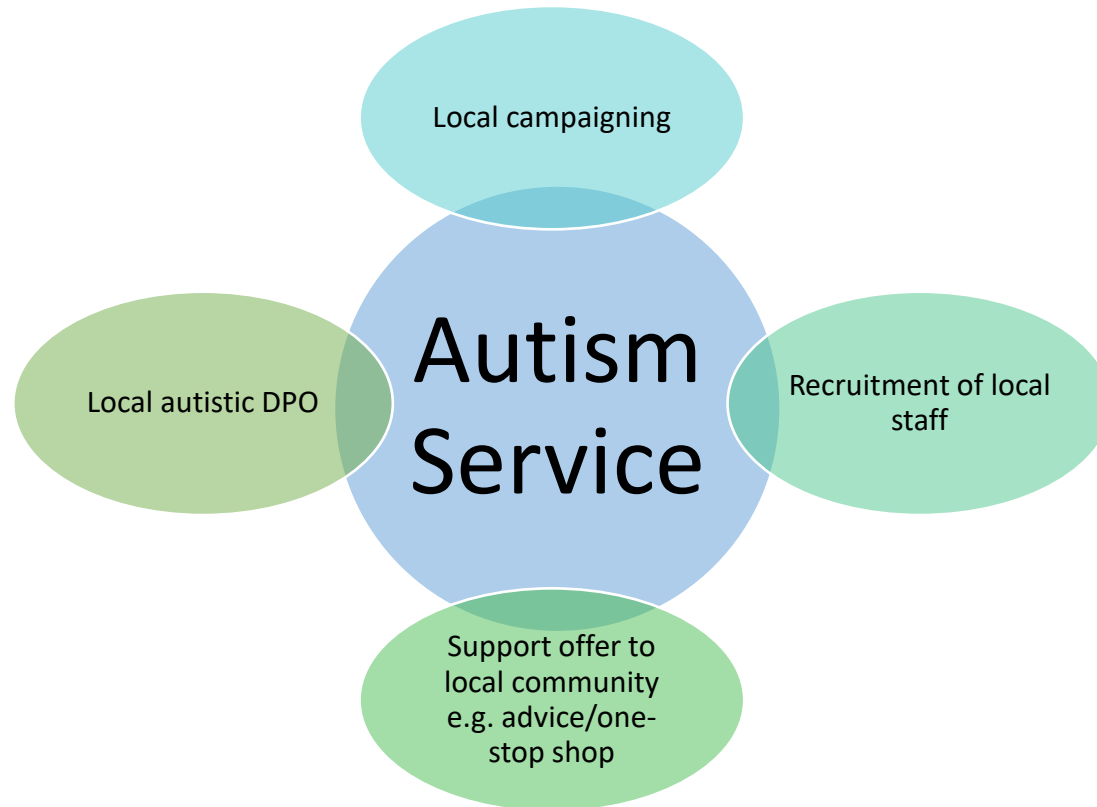 Local campaigning
Local autistic DPO
Autism
Service
Recruitment of local
staff
Support offer to
local community
e.g. advice/one-
stop shop